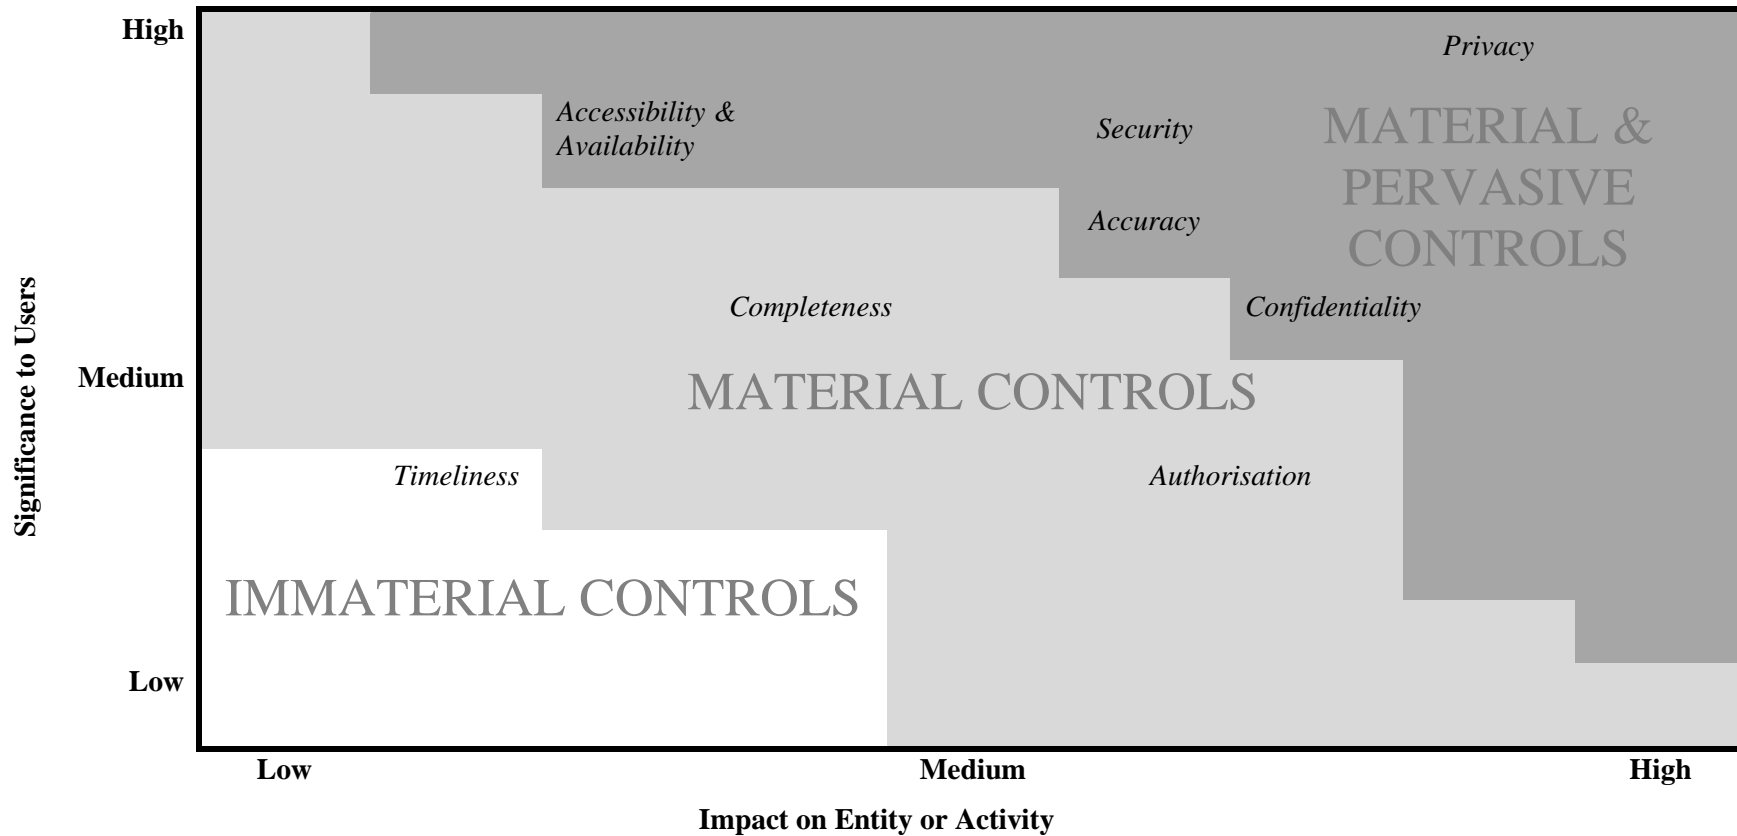 High
Privacy
Accessibility &
Availability
Security
MATERIAL &
PERVASIVE
CONTROLS
Accuracy
Completeness
Confidentiality
Significance to Users
Medium
MATERIAL CONTROLS
Timeliness
Authorisation
IMMATERIAL CONTROLS
Low
Low
Medium
High
Impact on Entity or Activity